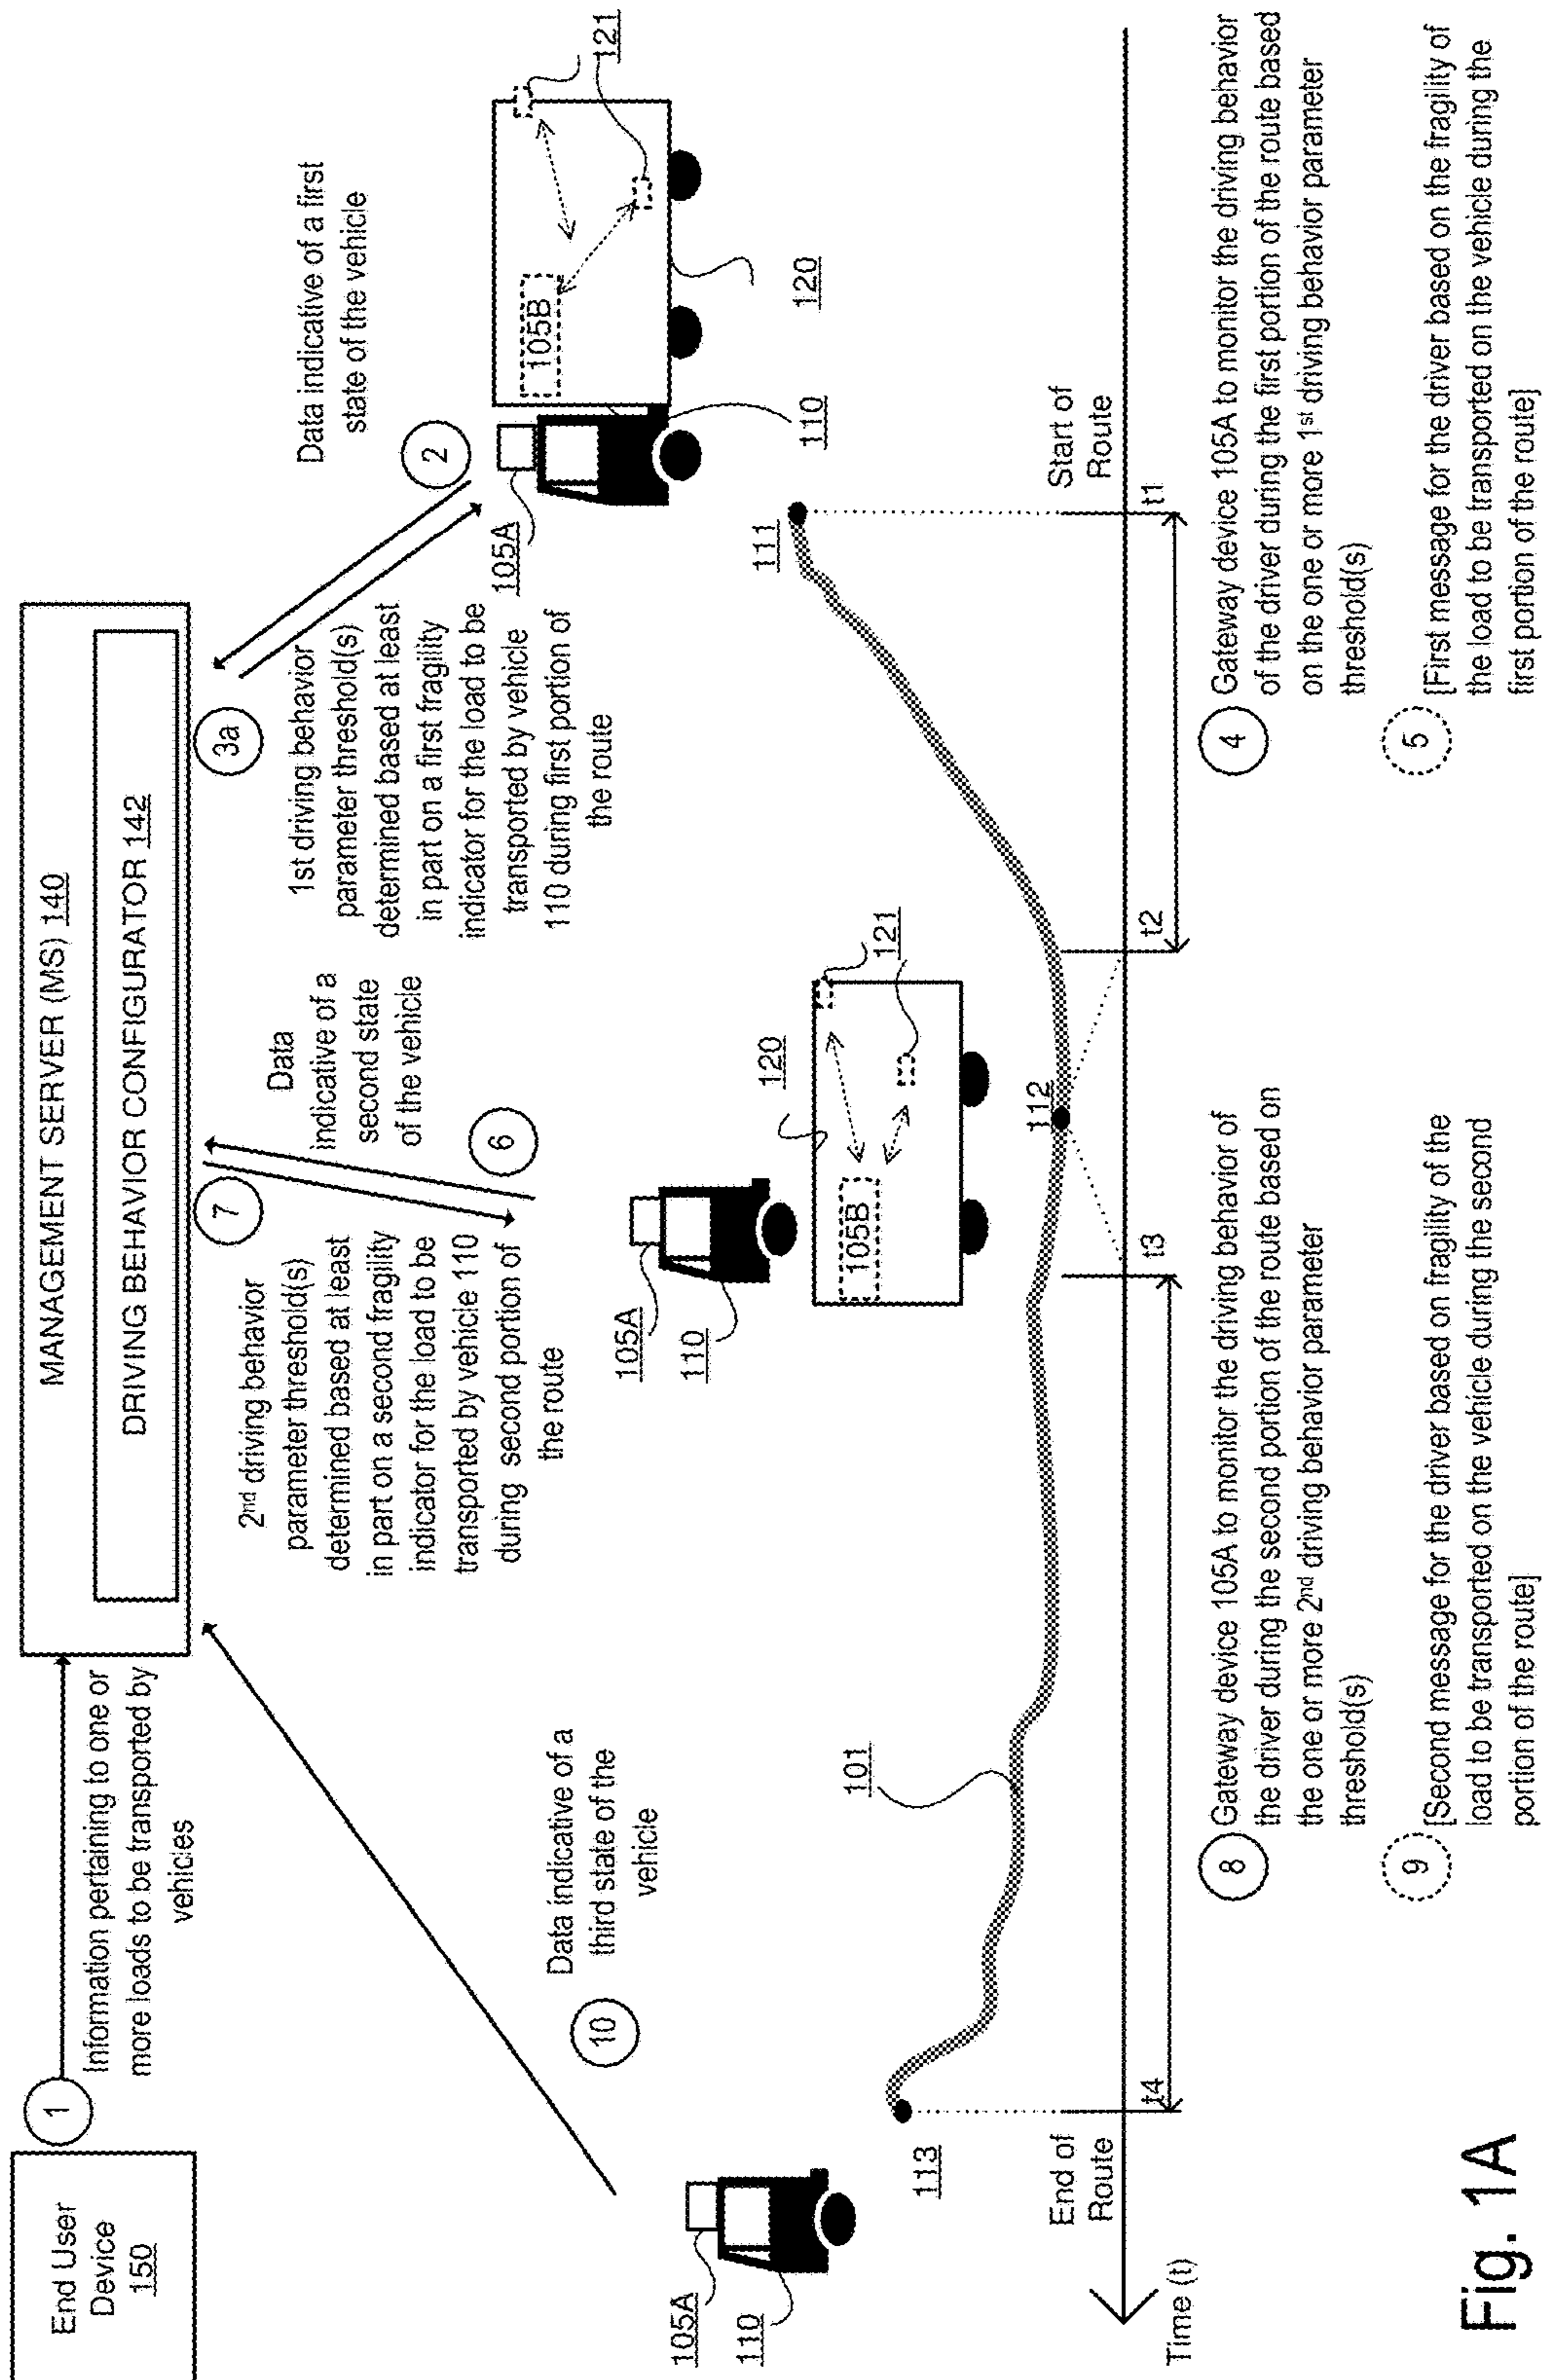 End User
Device
150
1
Information pertaining to one or
more loads to be transported by
vehicles
MANAGEMENT SERVER (MS) 140
DRIVING BEHAVIOR CONFIGURATOR 142
10
Data indicative of a
third state of the
vehicle
7
2nd driving behavior
parameter threshold(s)
determined based at least
in part on a second fragility
indicator for the load to be
transported by vehicle 110
during second portion of
the route
6
Data
indicative of a
second state
of the vehicle
3a
1st driving behavior
parameter threshold(s)
determined based at least
in part on a first fragility
indicator for the load to be
transported by vehicle
110 during first portion of
the route
2
Data indicative of a first
state of the vehicle
105A
110
105A
110
105B
120
121
105A
110
105B
120
121
113
101
112
111
End of
Route
Start of
Route
Time (t)
t4
t3
t2
t1
8
Gateway device 105A to monitor the driving behavior of
the driver during the second portion of the route based on
the one or more 2nd driving behavior parameter
threshold(s)
9
[Second message for the driver based on fragility of the
load to be transported on the vehicle during the second
portion of the route]
4
Gateway device 105A to monitor the driving behavior
of the driver during the first portion of the route based
on the one or more 1st driving behavior parameter
threshold(s)
5
[First message for the driver based on the fragility of
the load to be transported on the vehicle during the
first portion of the route]
Fig. 1A